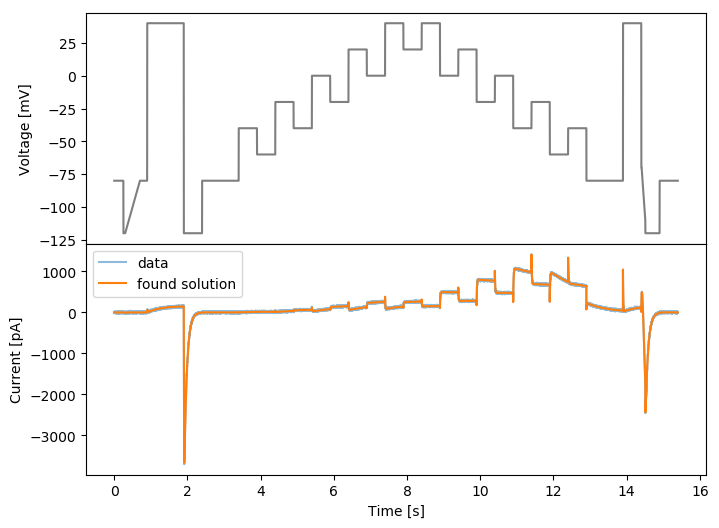 Voltage [mV]
25
0
−25
−50
−75
−100
−125
data
found solution
Current [pA]
1000
0
−1000
−2000
−3000
0 2 4 6 8 10 12 14 16
Time [s]